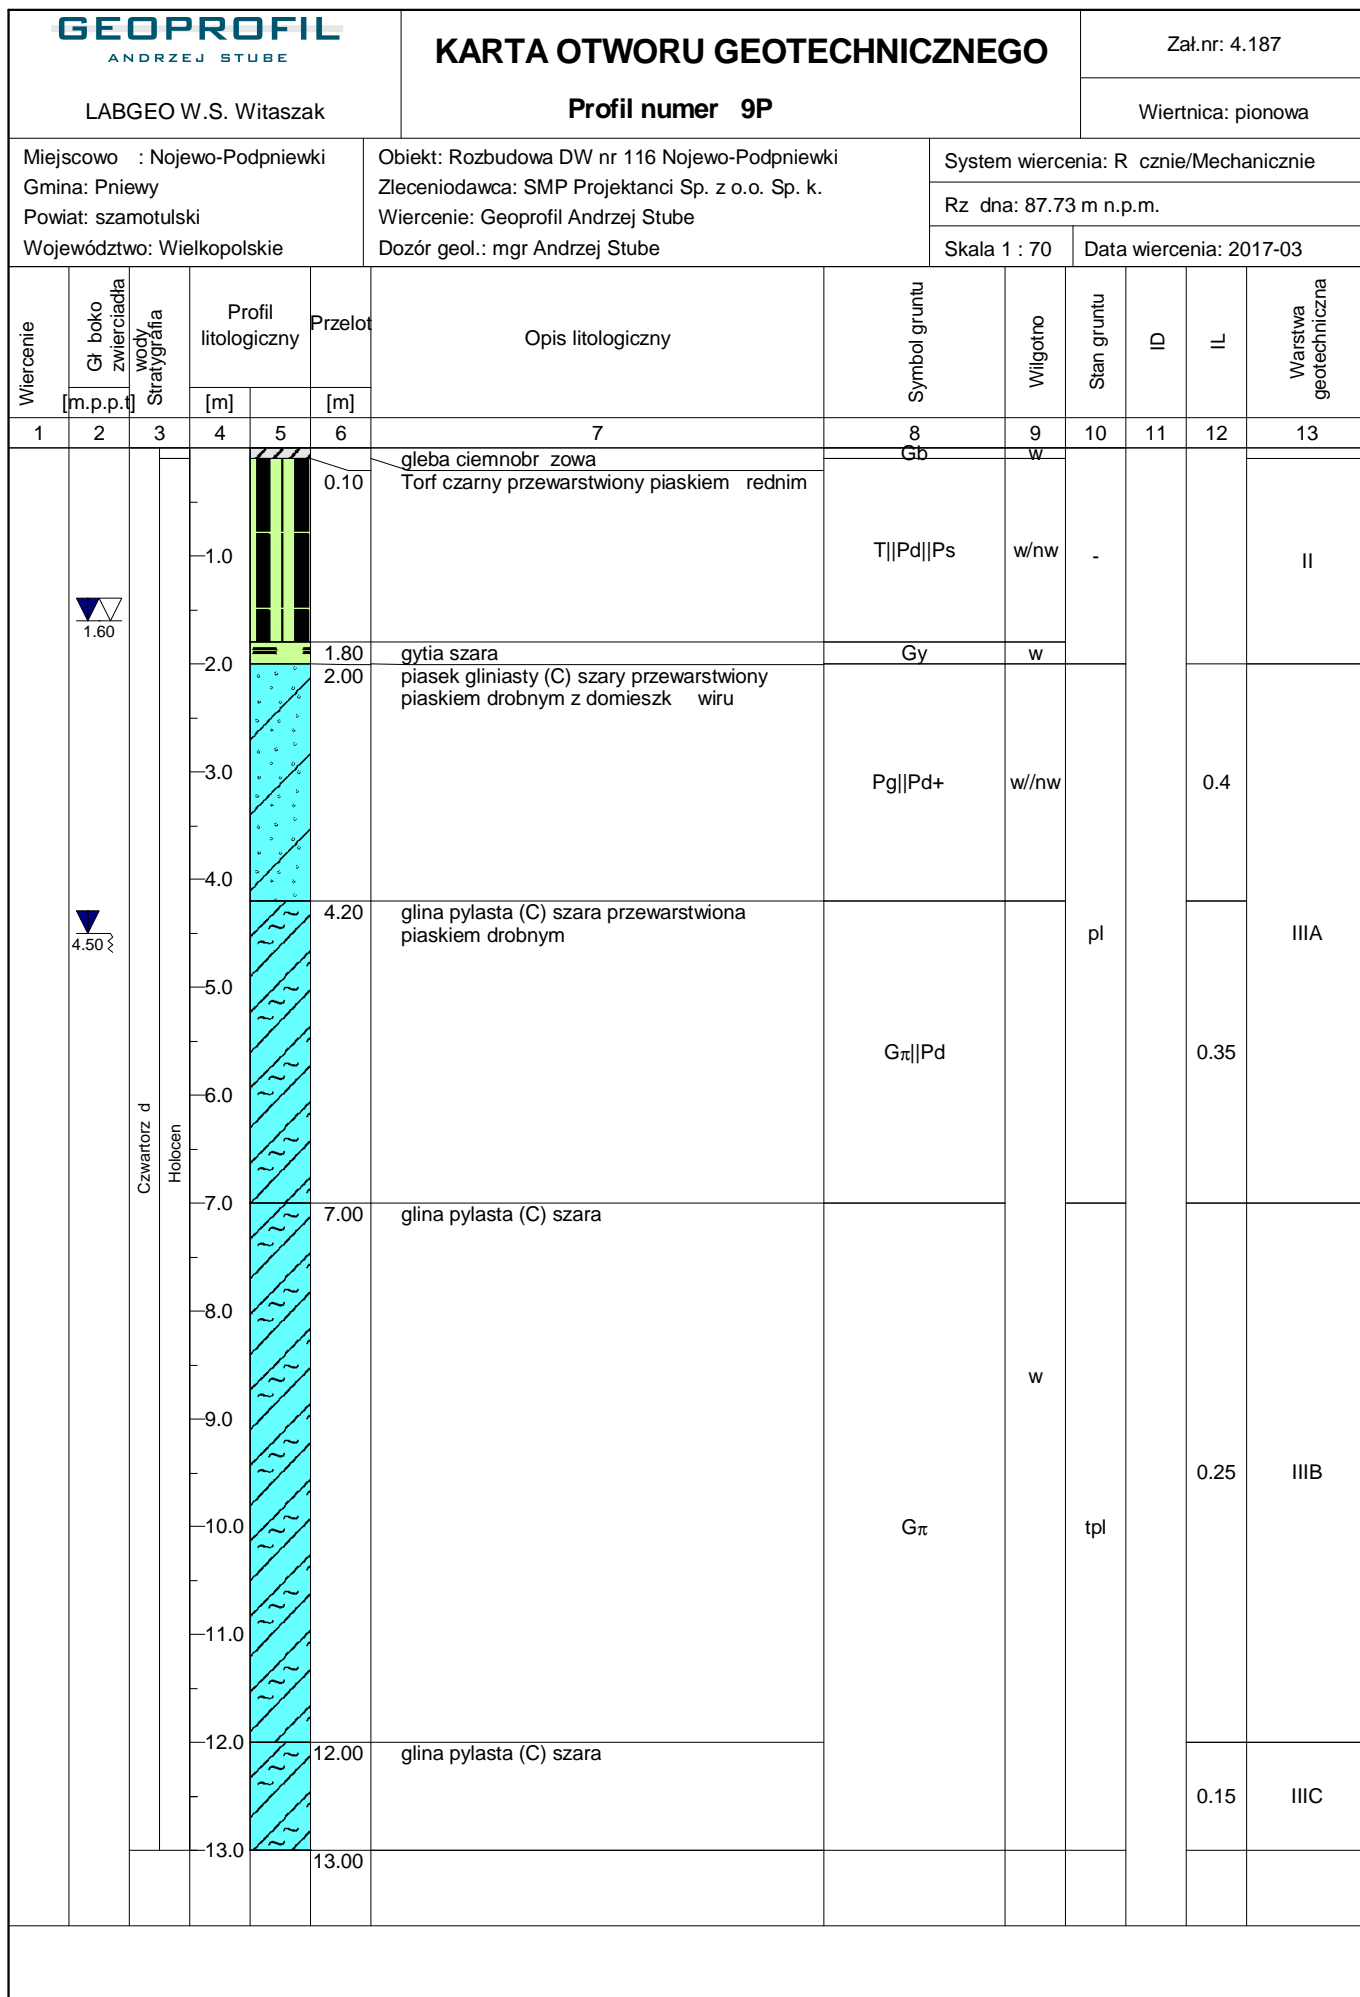 GEOPROFIL
ANDRZEJ STUBE
LABGEO W.S. Witaszak
KARTA OTWORU GEOTECHNICZNEGO
Profil numer 9P
Zał.nr: 4.187
Wiertnica: pionowa
Miejscowo : Nojewo-Podpniewki
Gmina: Pniewy
Powiat: szamotulski
Województwo: Wielkopolskie
Obiekt: Rozbudowa DW nr 116 Nojewo-Podpniewki
Zleceniodawca: SMP Projektanci Sp. z o.o. Sp. k.
Wiercenie: Geoprofil Andrzej Stube
Dozór geol.: mgr Andrzej Stube
System wiercenia: R cznie/Mechanicznie
Rz dna: 87.73 m n.p.m.
Skala 1 : 70
Data wiercenia: 2017-03
Wiercenie
Gł boko
zwierciadła
wody
[m.p.p.t]
Stratygrafia
Profil
litologiczny
[m]
Przelot
[m]
Opis litologiczny
Symbol gruntu
Wilgotno
Stan gruntu
ID
IL
Warstwa
geotechniczna
1 2 3 4 5 6 7 8 9 10 11 12 13
gleba ciemnobr zowa
Gb
w
0.10
Torf czarny przewarstwiony piaskiem rednim
1.0
T||Pd||Ps
w/nw
-
II
1.60
1.80
gytia szara
Gy
w
2.0
2.00
piasek gliniasty (C) szary przewarstwiony
piaskiem drobnym z domieszk wiru
3.0
Pg||Pd+
w//nw
0.4
4.0
4.20
glina pylasta (C) szara przewarstwiona
piaskiem drobnym
4.50
pl
IIIA
5.0
Gπ||Pd
0.35
6.0
Czwartorz d
Holocen
7.0
7.00
glina pylasta (C) szara
8.0
w
9.0
0.25
IIIB
10.0
Gπ
tpl
11.0
12.0
12.00
glina pylasta (C) szara
0.15
IIIC
13.0
13.00